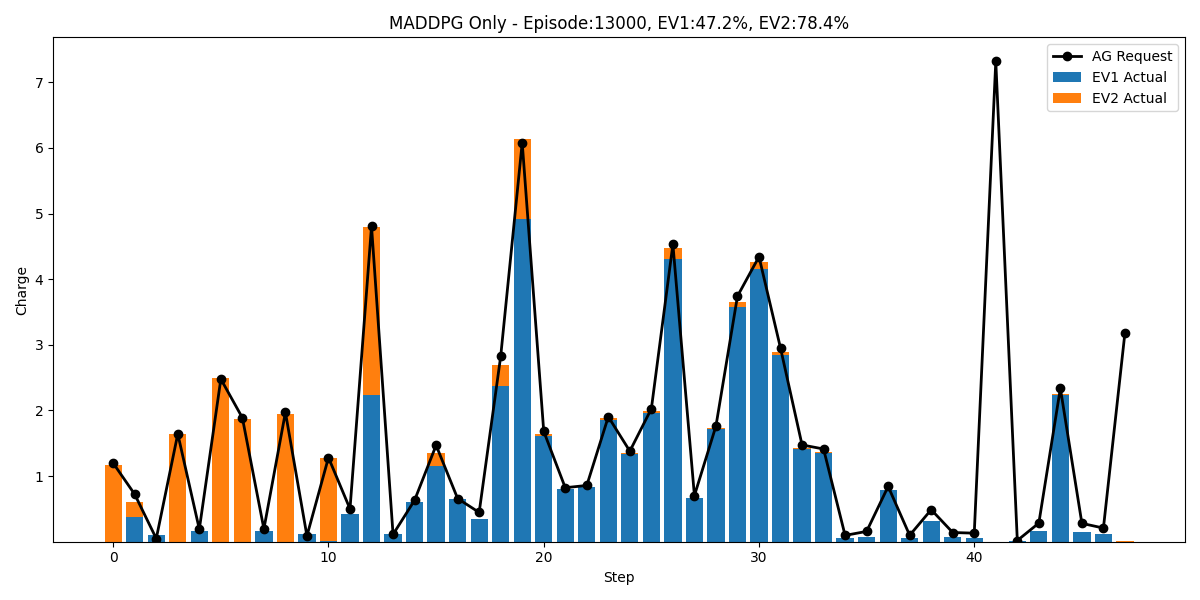 MADDPG Only - Episode:13000, EV1:47.2%, EV2:78.4%
AG Request
EV1 Actual
EV2 Actual
Charge
7
6
5
4
3
2
1
0 10 20 30 40
Step